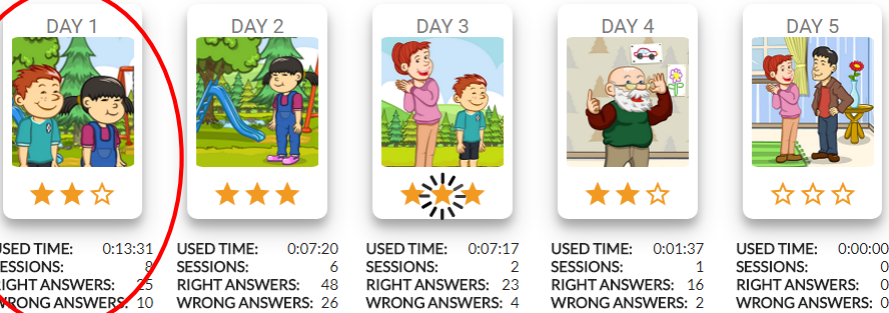 DAY 1
DAY 2
DAY 3
DAY 4
DAY 5
USED TIME: 0:13:31
SESSIONS: 8
RIGHT ANSWERS: 25
WRONG ANSWERS: 10
USED TIME: 0:07:20
SESSIONS: 6
RIGHT ANSWERS: 48
WRONG ANSWERS: 26
USED TIME: 0:07:17
SESSIONS: 2
RIGHT ANSWERS: 23
WRONG ANSWERS: 4
USED TIME: 0:01:37
SESSIONS: 1
RIGHT ANSWERS: 16
WRONG ANSWERS: 2
USED TIME: 0:00:00
SESSIONS: 0
RIGHT ANSWERS: 0
WRONG ANSWERS: 0